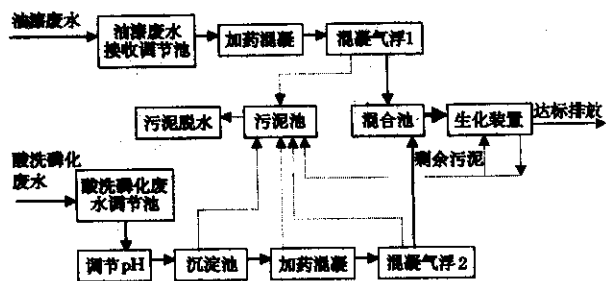 油漆废水
油漆废水
接收调节池
加药混凝
混凝气浮1
污泥脱水
污泥池
混合池
生化装置
达标排放
剩余污泥
酸洗磷化
废水
酸洗磷化废
水调节池
调节pH
沉淀池
加药混凝
混凝气浮2